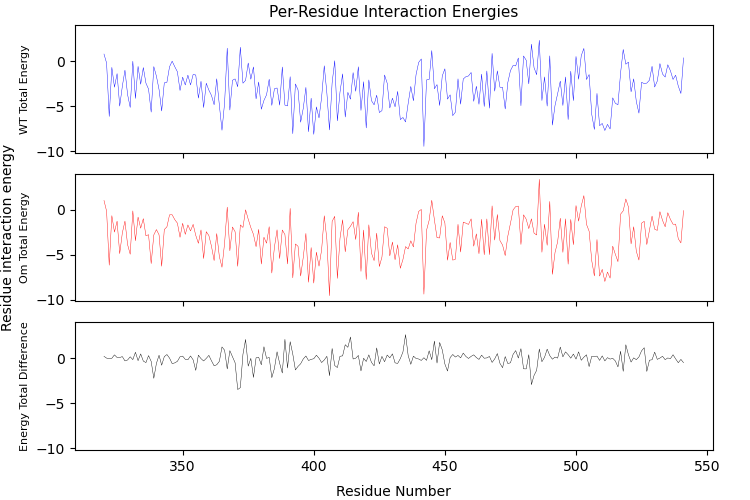 Per-Residue Interaction Energies
Residue interaction energy
WT Total Energy
0
−5
−10
Om Total Energy
0
−5
−10
Energy Total Difference
0
−5
−10
350 400 450 500 550
Residue Number